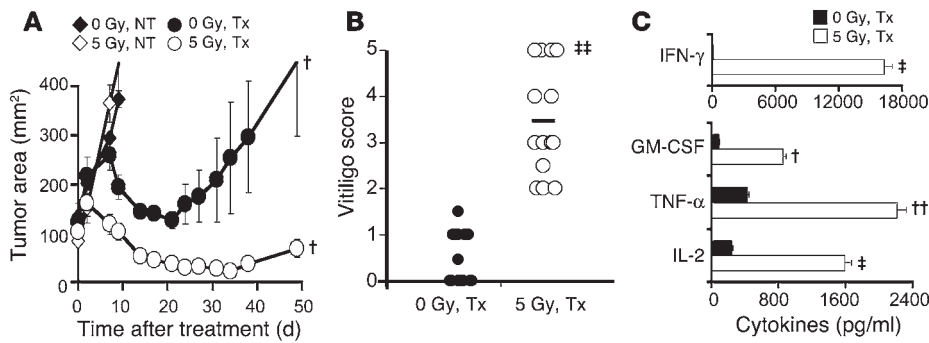 A
◆ 0 Gy, NT ● 0 Gy, Tx
◇ 5 Gy, NT ○ 5 Gy, Tx
†
400
300
200
100
0
Tumor area (mm²)
†
0 10 20 30 40 50
Time after treatment (d)
B
5
4
3
2
1
0
Vitiligo score
‡‡
0 Gy, Tx 5 Gy, Tx
C
0 Gy, Tx
5 Gy, Tx
IFN-γ
‡
0 6000 12000 18000
GM-CSF
†
TNF-α
††
IL-2
‡
0 800 1600 2400
Cytokines (pg/ml)